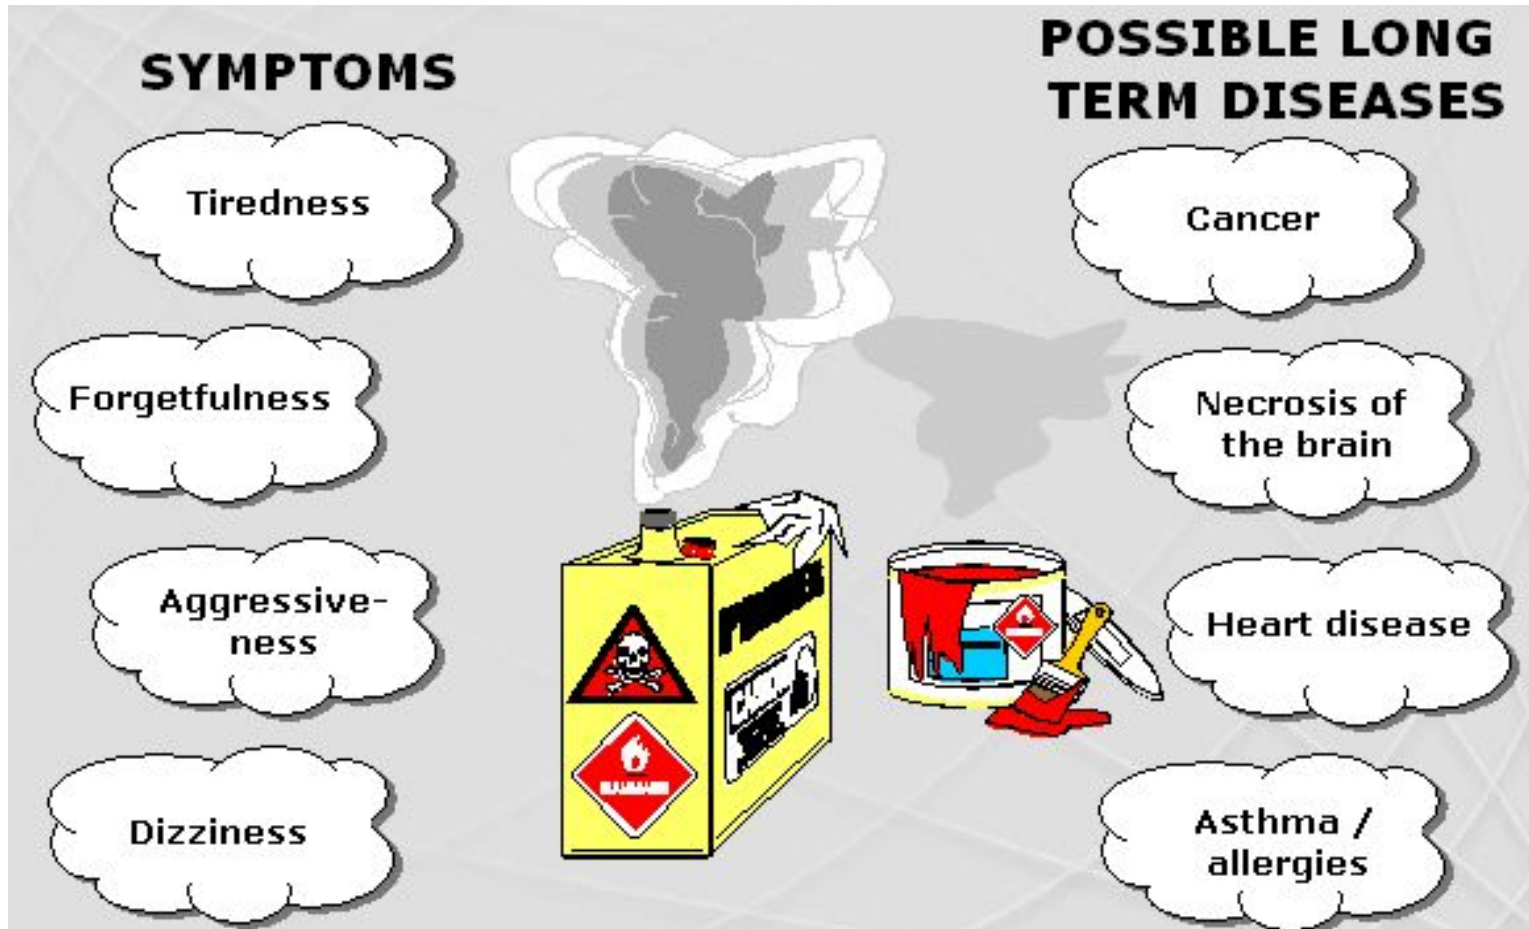 SYMPTOMS
Tiredness
Forgetfulness
Aggressive-
ness
Dizziness
POSSIBLE LONG
TERM DISEASES
Cancer
Necrosis of
the brain
Heart disease
Asthma /
allergies